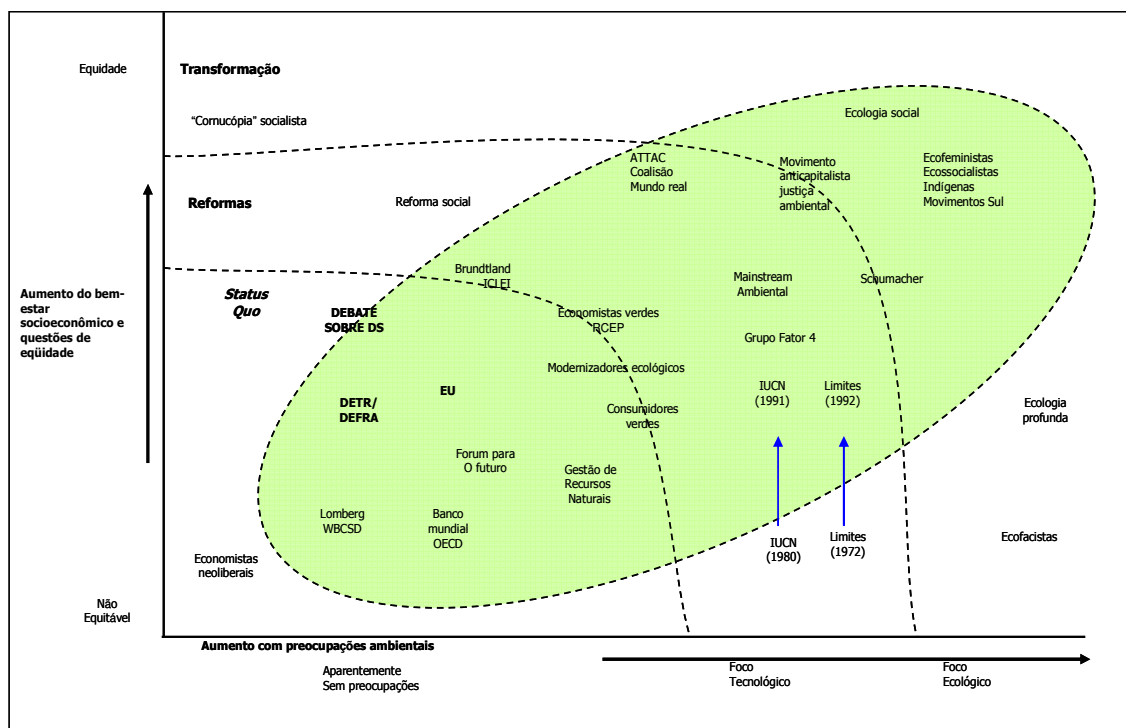 Equidade
Transformação
"Cornucópia" socialista
Ecologia social
ATTAC
Coalisão
Mundo real
Movimento
anticapitalista
justiça
ambiental
Ecofeministas
Ecossocialistas
Indígenas
Movimentos Sul
Reformas
Reforma social
Brundtland
ICLEI
Mainstream
Ambiental
Schumacher
Status
Quo
Aumento do bem-
estar
socioeconômico e
questões de
eqüidade
DEBATE
SOBRE DS
Economistas verdes
RCEP
Grupo Fator 4
Modernizadores ecológicos
EU
DETR/
DEFRA
IUCN
(1991)
Limites
(1992)
Consumidores
verdes
Ecologia
profunda
Forum para
O futuro
Gestão de
Recursos
Naturais
Lomberg
WBCSD
Banco
mundial
OECD
IUCN
(1980)
Limites
(1972)
Ecofacistas
Economistas
neoliberais
Não
Equitável
Aumento com preocupações ambientais
Aparentemente
Sem preocupações
Foco
Tecnológico
Foco
Ecológico